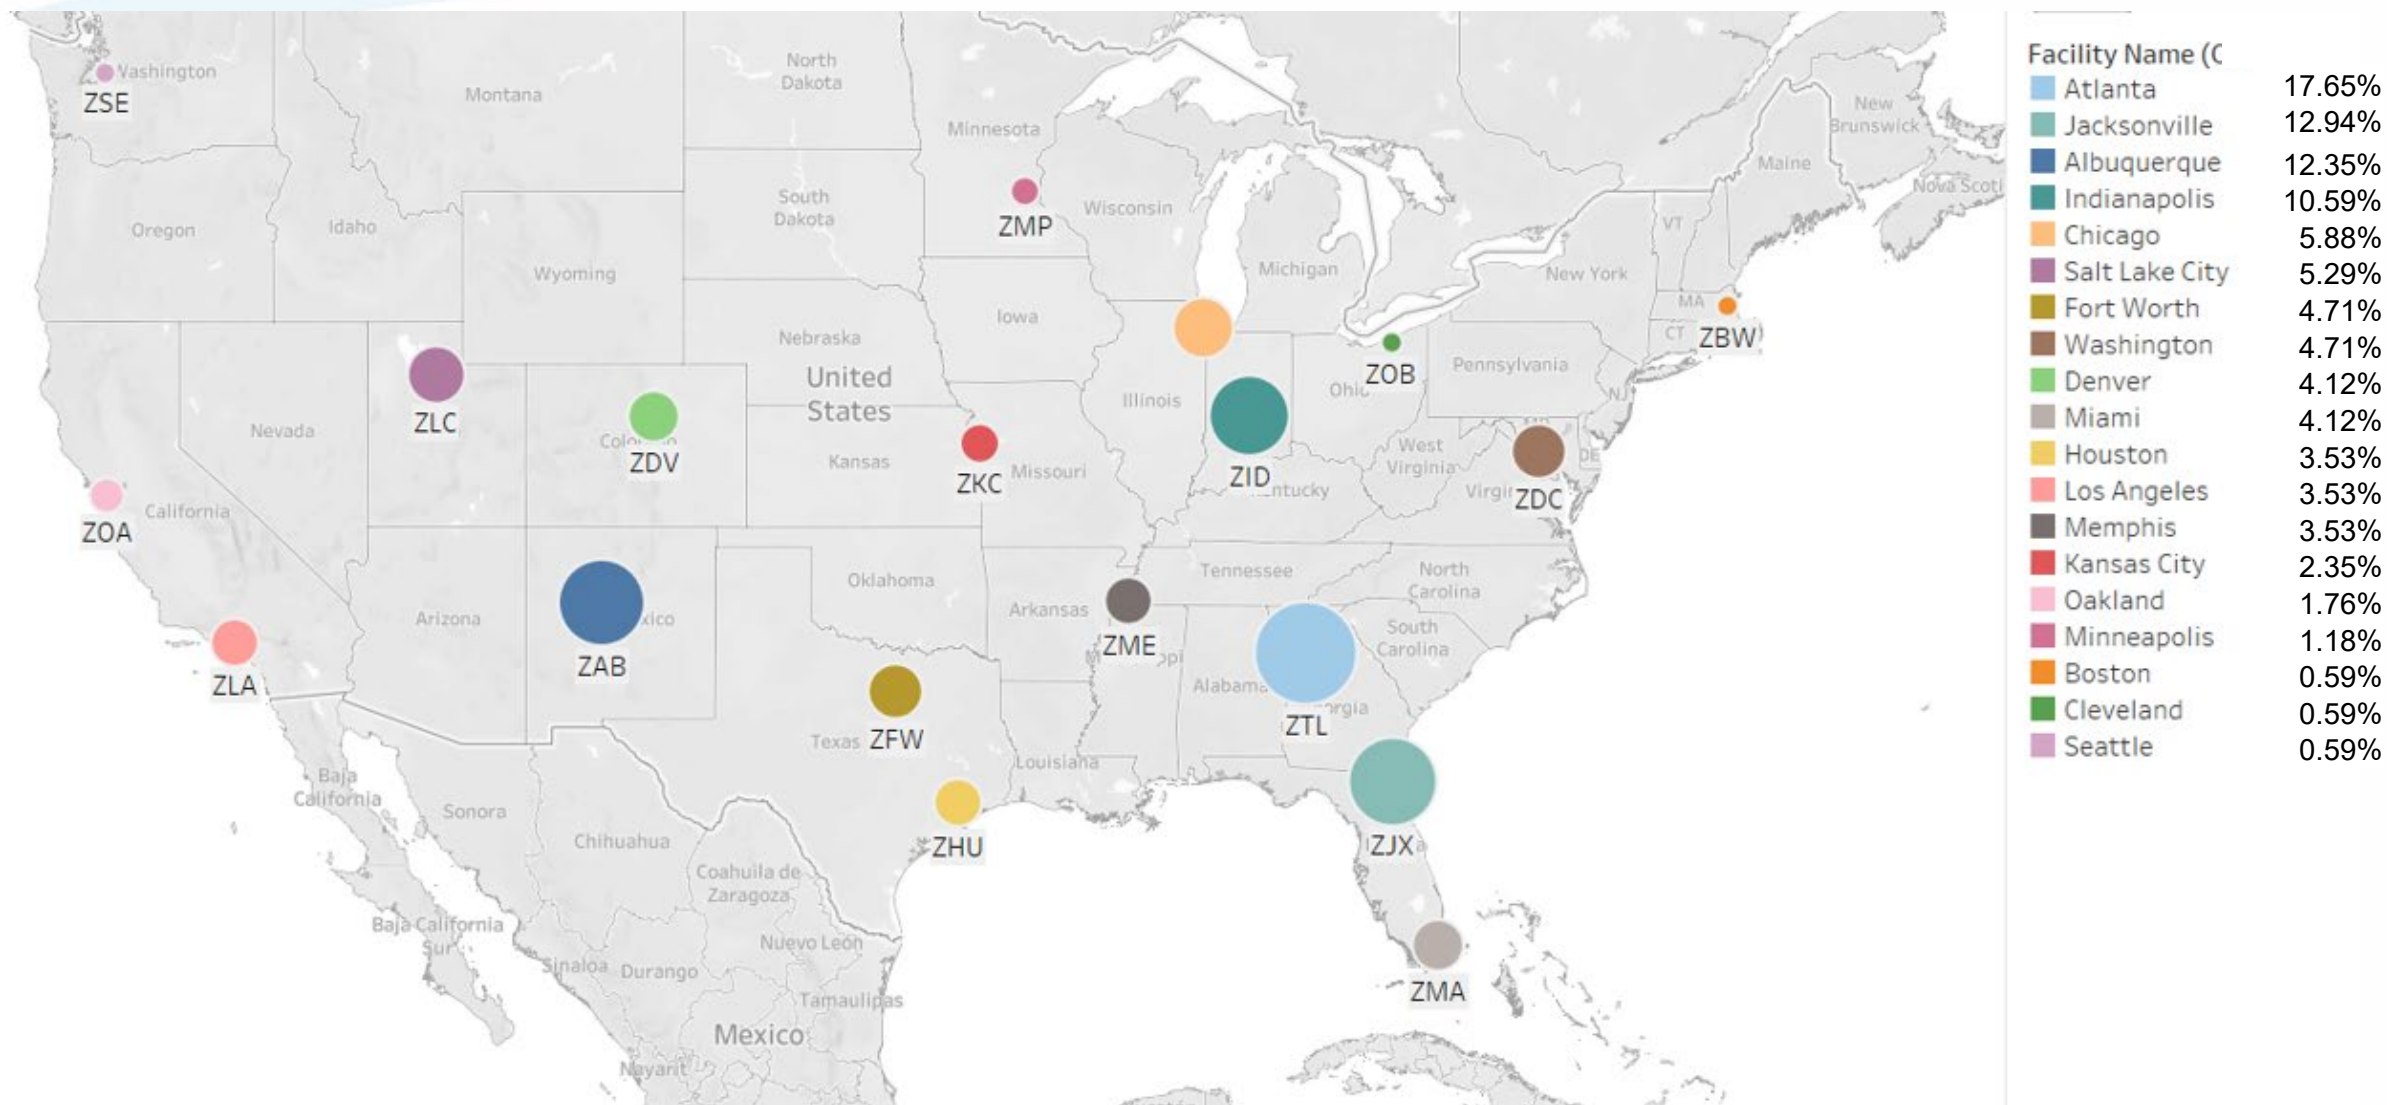 North
Dakota
Montana
ZSE
Minnesota
New
Brunswick
Maine
Nova Scoti
South
Dakota
Wisconsin
ZMP
Oregon
Idaho
VT
Wyoming
Michigan
New York
MA
Iowa
Nebraska
CT
ZBW
Pennsylvania
United
States
ZOB
Illinois
NJ
ZLC
Nevada
ZDV
Kansas
Missouri
ZKC
ZID
West
Virginia
DE
ZDC
ZOA
California
Tennessee
North
Carolina
Oklahoma
Arkansas
Arizona
South
Carolina
ZME
ZAB
ZLA
ZTL
Texas
ZFW
Louisiana
Baja
California
Sonora
Chihuahua
ZHU
ZJX
Coahuila de
Zaragoza
Baja California
Sur
Nuevo León
Sinaloa
Durango
Tamaulipas
ZMA
Mexico
Nayarit
Facility Name (C
Atlanta 17.65%
Jacksonville 12.94%
Albuquerque 12.35%
Indianapolis 10.59%
Chicago 5.88%
Salt Lake City 5.29%
Fort Worth 4.71%
Washington 4.71%
Denver 4.12%
Miami 4.12%
Houston 3.53%
Los Angeles 3.53%
Memphis 3.53%
Kansas City 2.35%
Oakland 1.76%
Minneapolis 1.18%
Boston 0.59%
Cleveland 0.59%
Seattle 0.59%